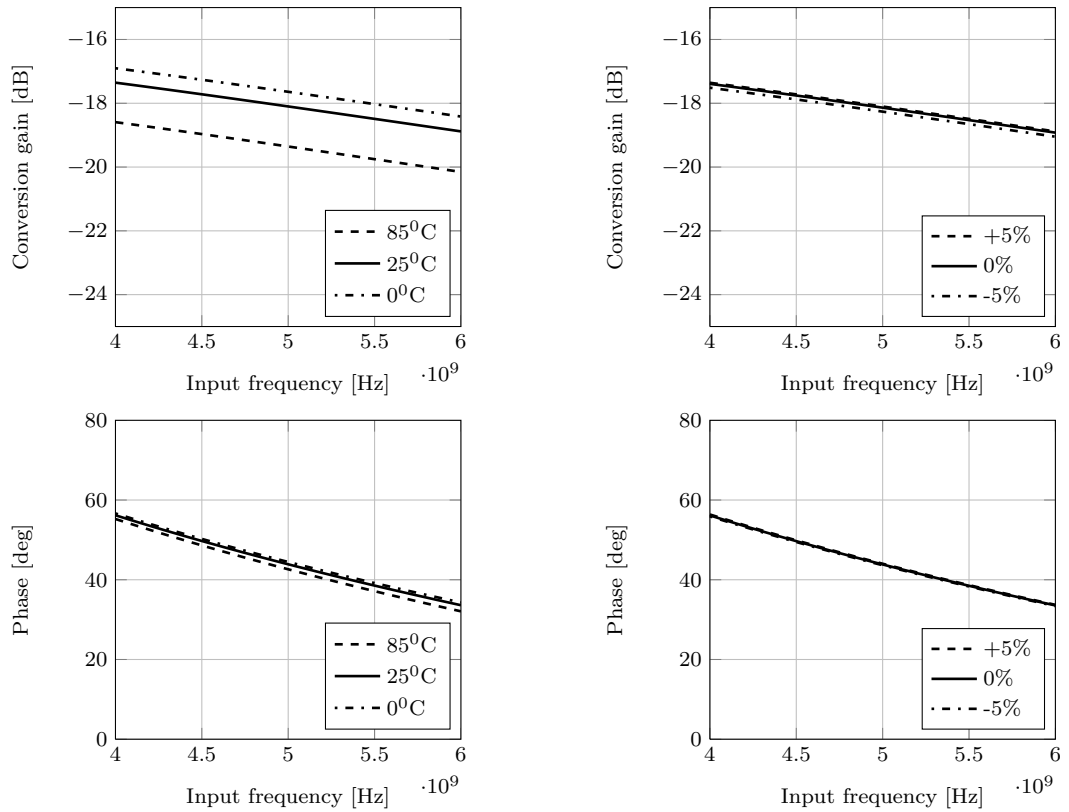 −16
−18
−20
−22
−24
Conversion gain [dB]
85⁰C
25⁰C
0⁰C
4 4.5 5 5.5 6
Input frequency [Hz] ·10⁹
−16
−18
−20
−22
−24
Conversion gain [dB]
+5%
0%
-5%
4 4.5 5 5.5 6
Input frequency [Hz] ·10⁹
80
60
40
20
0
Phase [deg]
85⁰C
25⁰C
0⁰C
4 4.5 5 5.5 6
Input frequency [Hz] ·10⁹
80
60
40
20
0
Phase [deg]
+5%
0%
-5%
4 4.5 5 5.5 6
Input frequency [Hz] ·10⁹